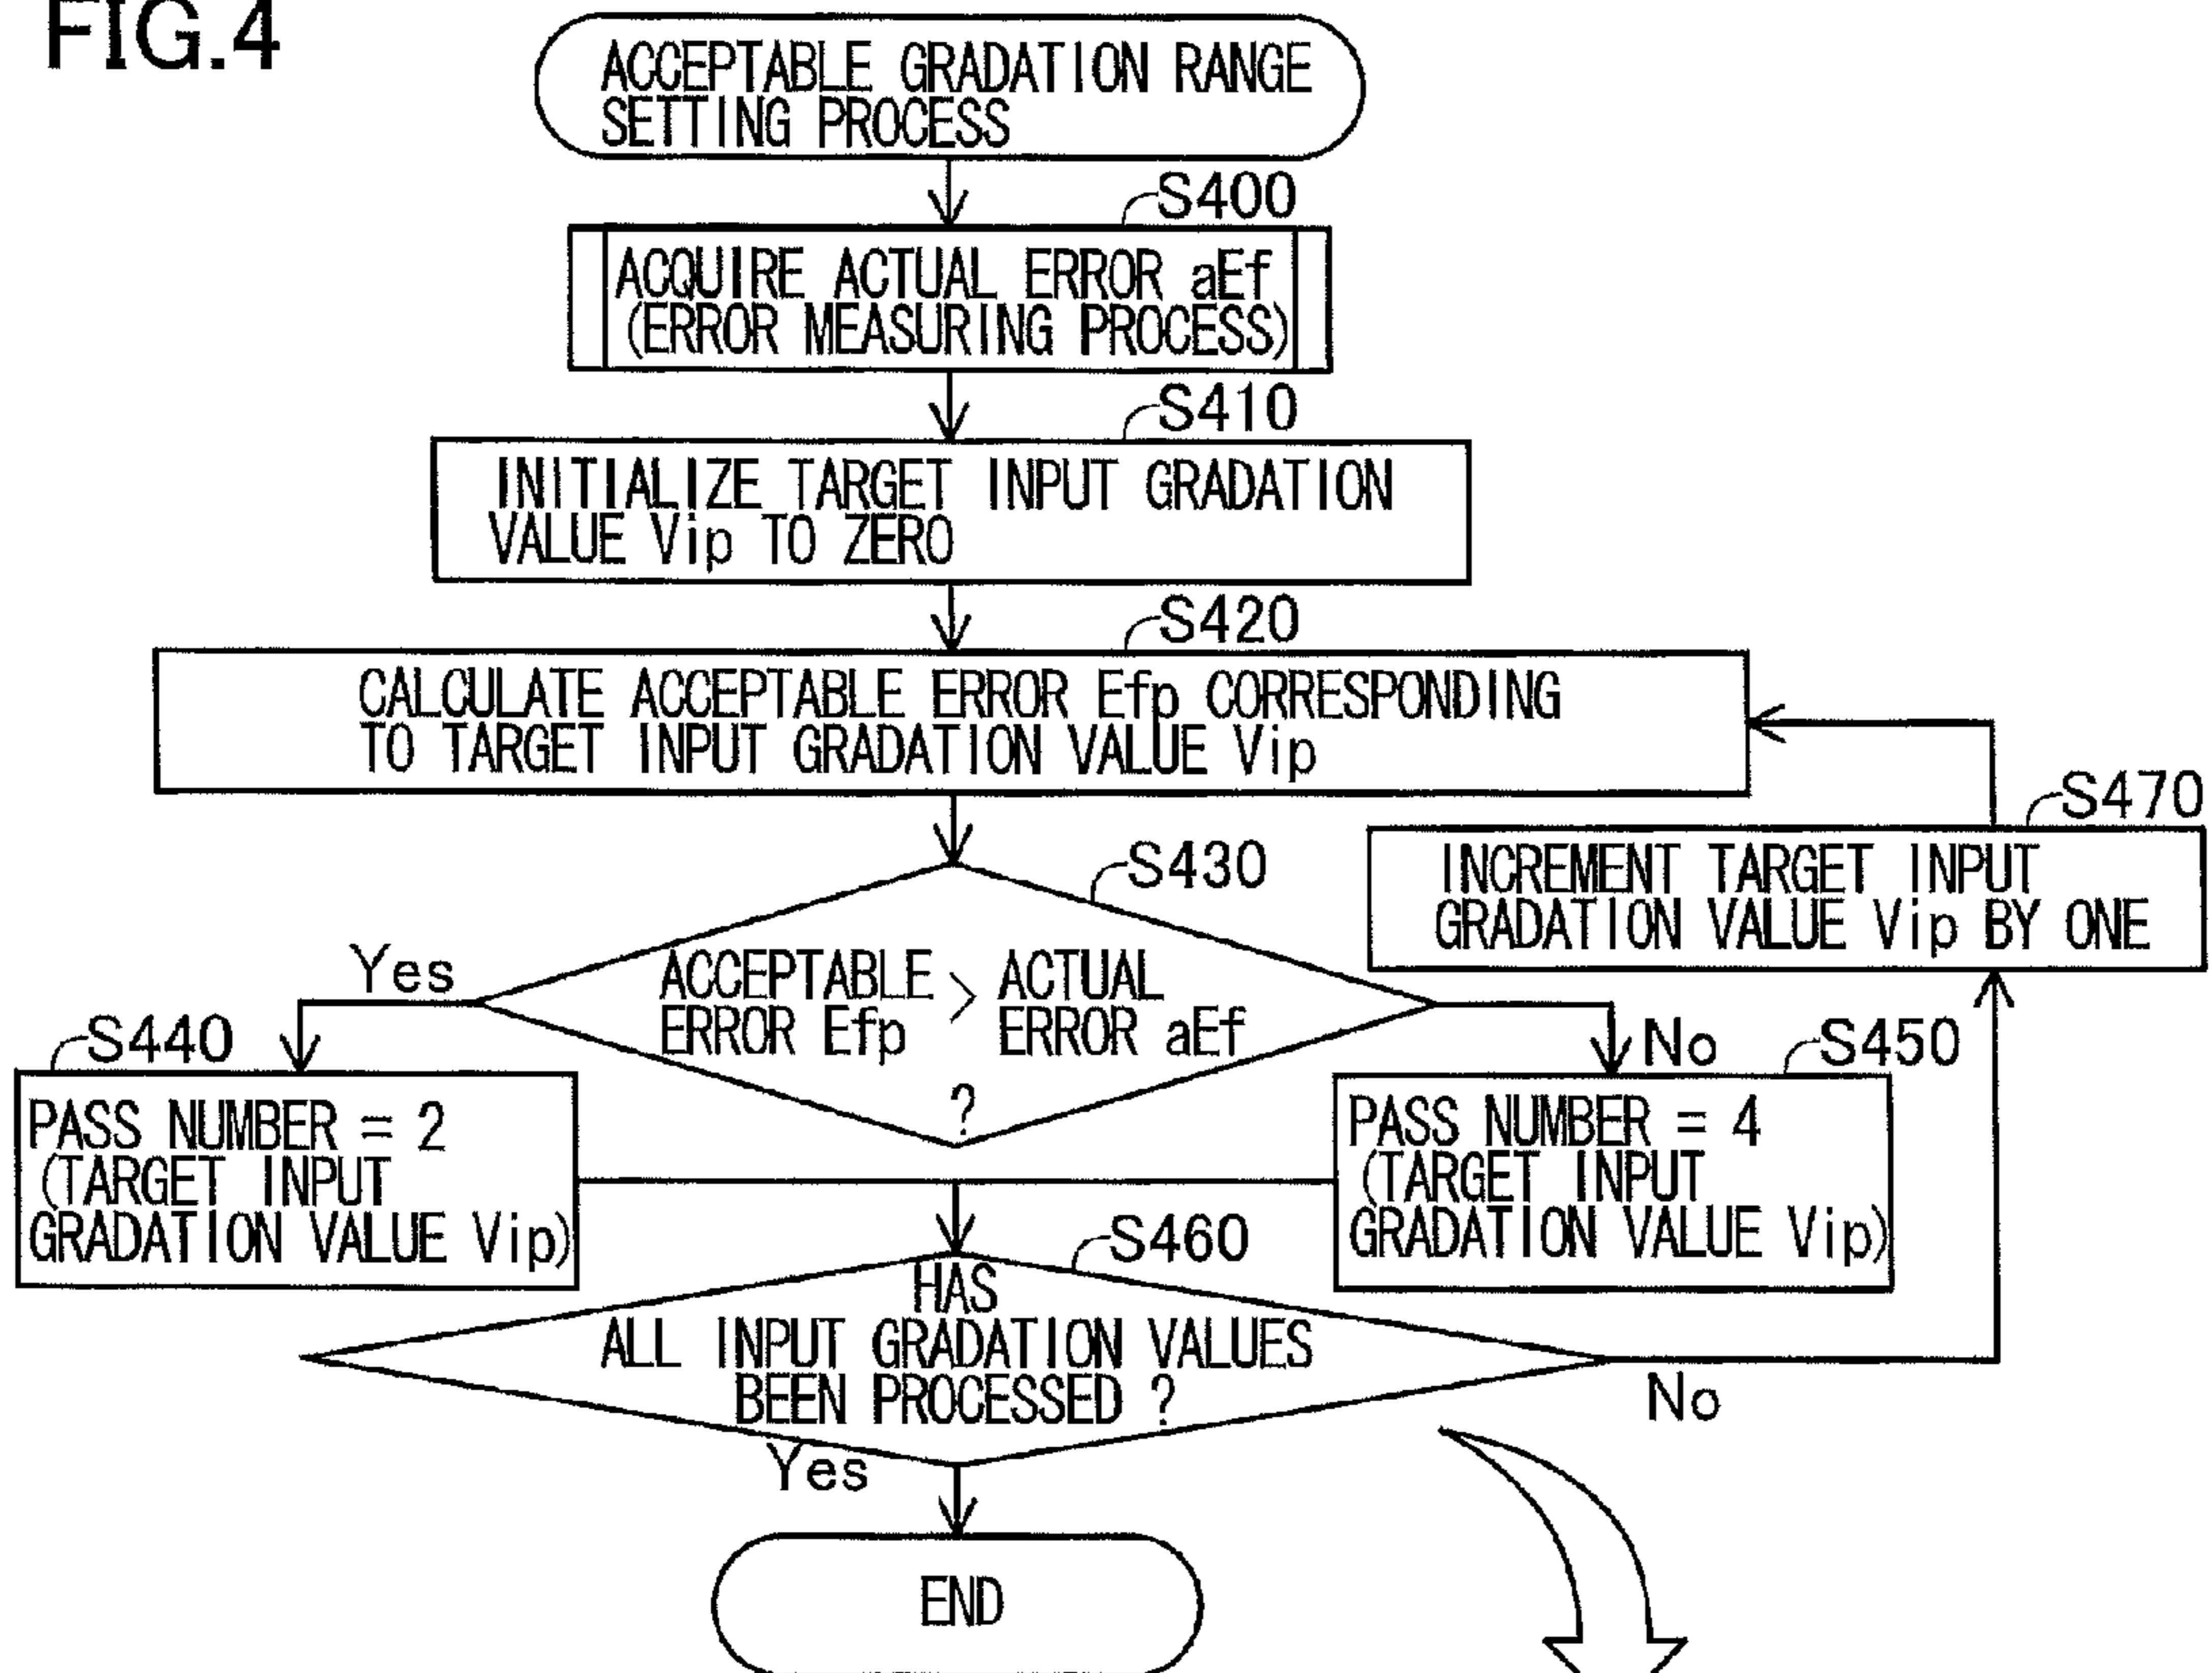 FIG.4
ACCEPTABLE GRADATION RANGE
SETTING PROCESS
S400
ACQUIRE ACTUAL ERROR aEf
(ERROR MEASURING PROCESS)
S410
INITIALIZE TARGET INPUT GRADATION
VALUE Vip TO ZERO
S420
CALCULATE ACCEPTABLE ERROR Efp CORRESPONDING
TO TARGET INPUT GRADATION VALUE Vip
S470
INCREMENT TARGET INPUT
GRADATION VALUE Vip BY ONE
S430
ACCEPTABLE > ACTUAL
ERROR Efp ERROR aEf
?
Yes
No
S440
PASS NUMBER = 2
(TARGET INPUT
GRADATION VALUE Vip)
S450
PASS NUMBER = 4
(TARGET INPUT
GRADATION VALUE Vip)
S460
HAS
ALL INPUT GRADATION VALUES
BEEN PROCESSED ?
No
Yes
END